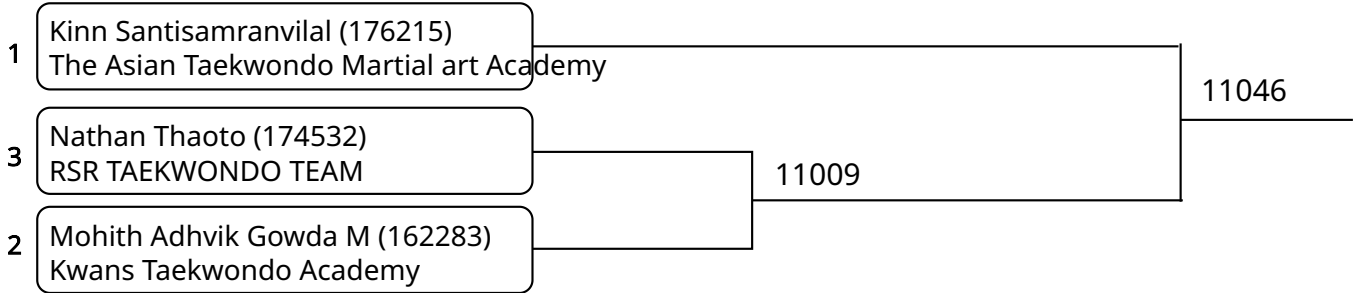 1
Kinn Santisamranvilal (176215)
The Asian Taekwondo Martial art Academy
11046
3
Nathan Thaoto (174532)
RSR TAEKWONDO TEAM
11009
2
Mohith Adhvik Gowda M (162283)
Kwans Taekwondo Academy